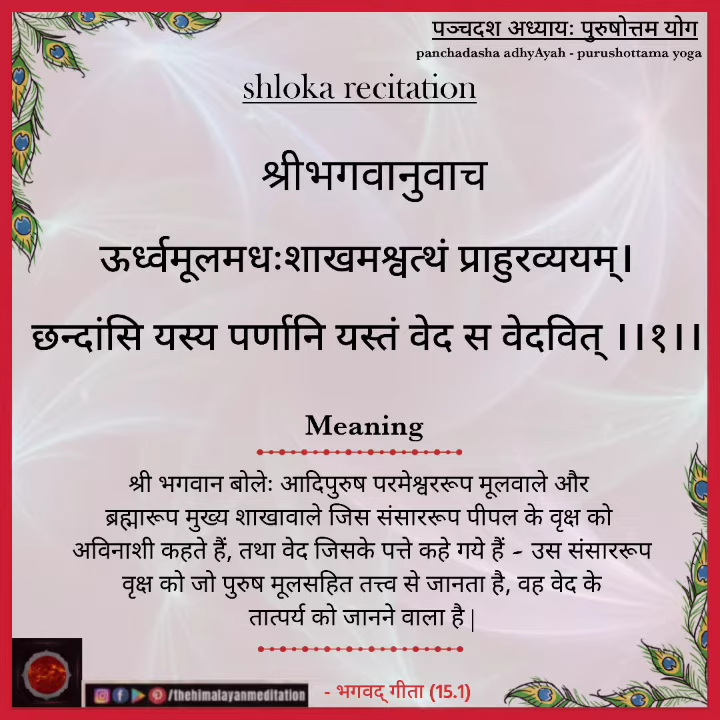 पञ्चदश अध्यायः पुरुषोत्तम योग
panchadasha adhyAyah - purushottama yoga
shloka recitation
श्रीभगवानुवाच
ऊर्ध्वमूलमधःशाखमश्वत्थं प्राहुरव्ययम्।
छन्दांसि यस्य पर्णानि यस्तं वेद स वेदवित् ।।१।।
Meaning
श्री भगवान बोलेः आदिपुरुष परमेश्वररूप मूलवाले और
ब्रह्मारूप मुख्य शाखावाले जिस संसाररूप पीपल के वृक्ष को
अविनाशी कहते हैं, तथा वेद जिसके पत्ते कहे गये हैं - उस संसाररूप
वृक्ष को जो पुरुष मूलसहित तत्त्व से जानता है, वह वेद के
तात्पर्य को जानने वाला है|
/thehimalayanmeditation
- भगवद् गीता (15.1)